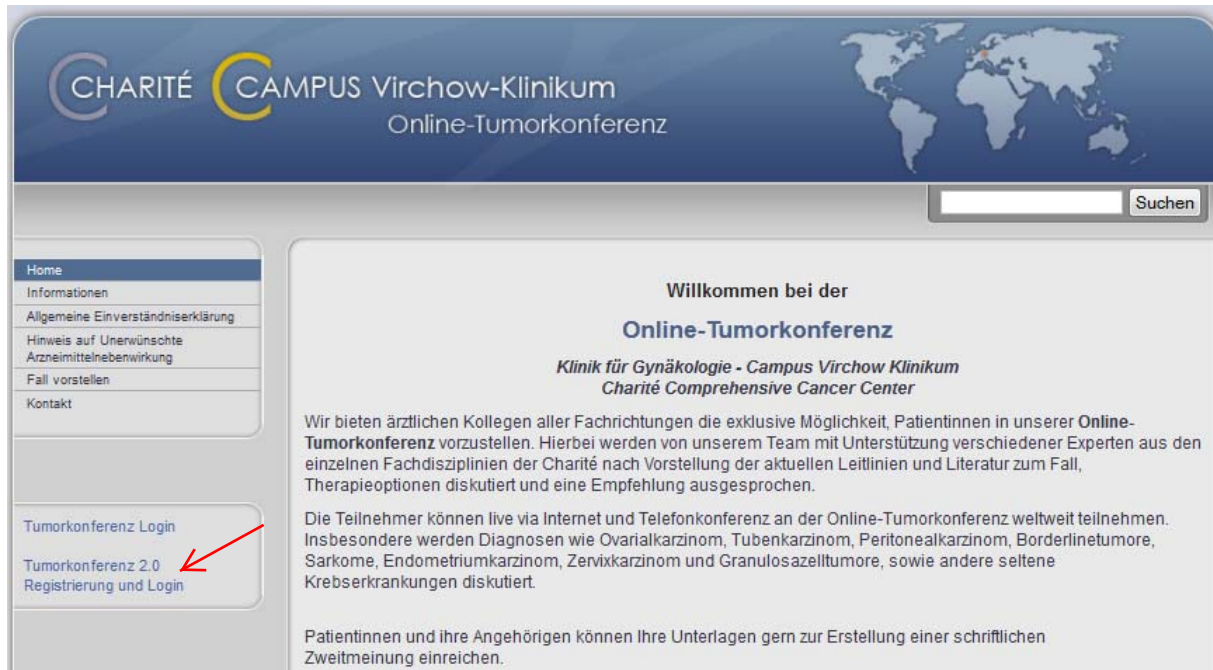 CHARITÉ CAMPUS Virchow-Klinikum
Online-Tumorkonferenz
Suchen
Home
Informationen
Allgemeine Einverständniserklärung
Hinweis auf Unerwünschte
Arzneimittelnebenwirkung
Fall vorstellen
Kontakt
Tumorkonferenz Login
Tumorkonferenz 2.0
Registrierung und Login
Willkommen bei der
Online-Tumorkonferenz
Klinik für Gynäkologie - Campus Virchow Klinikum
Charité Comprehensive Cancer Center
Wir bieten ärztlichen Kollegen aller Fachrichtungen die exklusive Möglichkeit, Patientinnen in unserer Online-
Tumorkonferenz vorzustellen. Hierbei werden von unserem Team mit Unterstützung verschiedener Experten aus den
einzelnen Fachdisziplinen der Charité nach Vorstellung der aktuellen Leitlinien und Literatur zum Fall,
Therapieoptionen diskutiert und eine Empfehlung ausgesprochen.
Die Teilnehmer können live via Internet und Telefonkonferenz an der Online-Tumorkonferenz weltweit teilnehmen.
Insbesondere werden Diagnosen wie Ovarialkarzinom, Tubenkarzinom, Peritonealkarzinom, Borderlinetumore,
Sarkome, Endometriumkarzinom, Zervixkarzinom und Granulosazelltumore, sowie andere seltene
Krebserkrankungen diskutiert.
Patientinnen und ihre Angehörigen können Ihre Unterlagen gern zur Erstellung einer schriftlichen
Zweitmeinung einreichen.